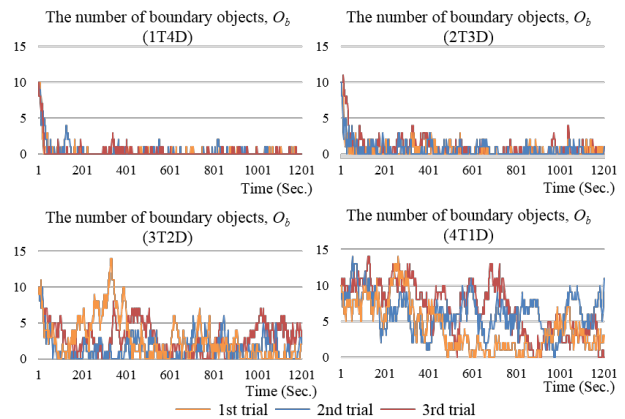 The number of boundary objects, O_b
(1T4D)
15
10
5
0
1 201 401 601 801 1001 1201
Time (Sec.)
The number of boundary objects, O_b
(2T3D)
15
10
5
0
1 201 401 601 801 1001 1201
Time (Sec.)
The number of boundary objects, O_b
(3T2D)
15
10
5
0
1 201 401 601 801 1001 1201
Time (Sec.)
The number of boundary objects, O_b
(4T1D)
15
10
5
0
1 201 401 601 801 1001 1201
Time (Sec.)
1st trial 2nd trial 3rd trial